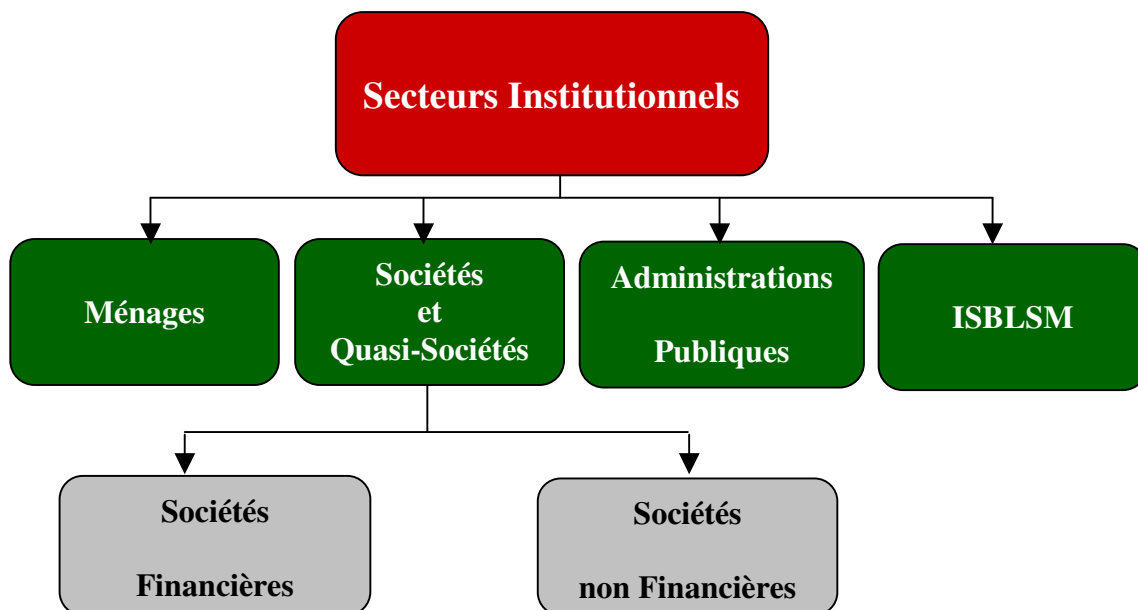 Secteurs Institutionnels
Ménages
Sociétés
et
Quasi-Sociétés
Administrations
Publiques
ISBLSM
Sociétés
Financières
Sociétés
non Financières